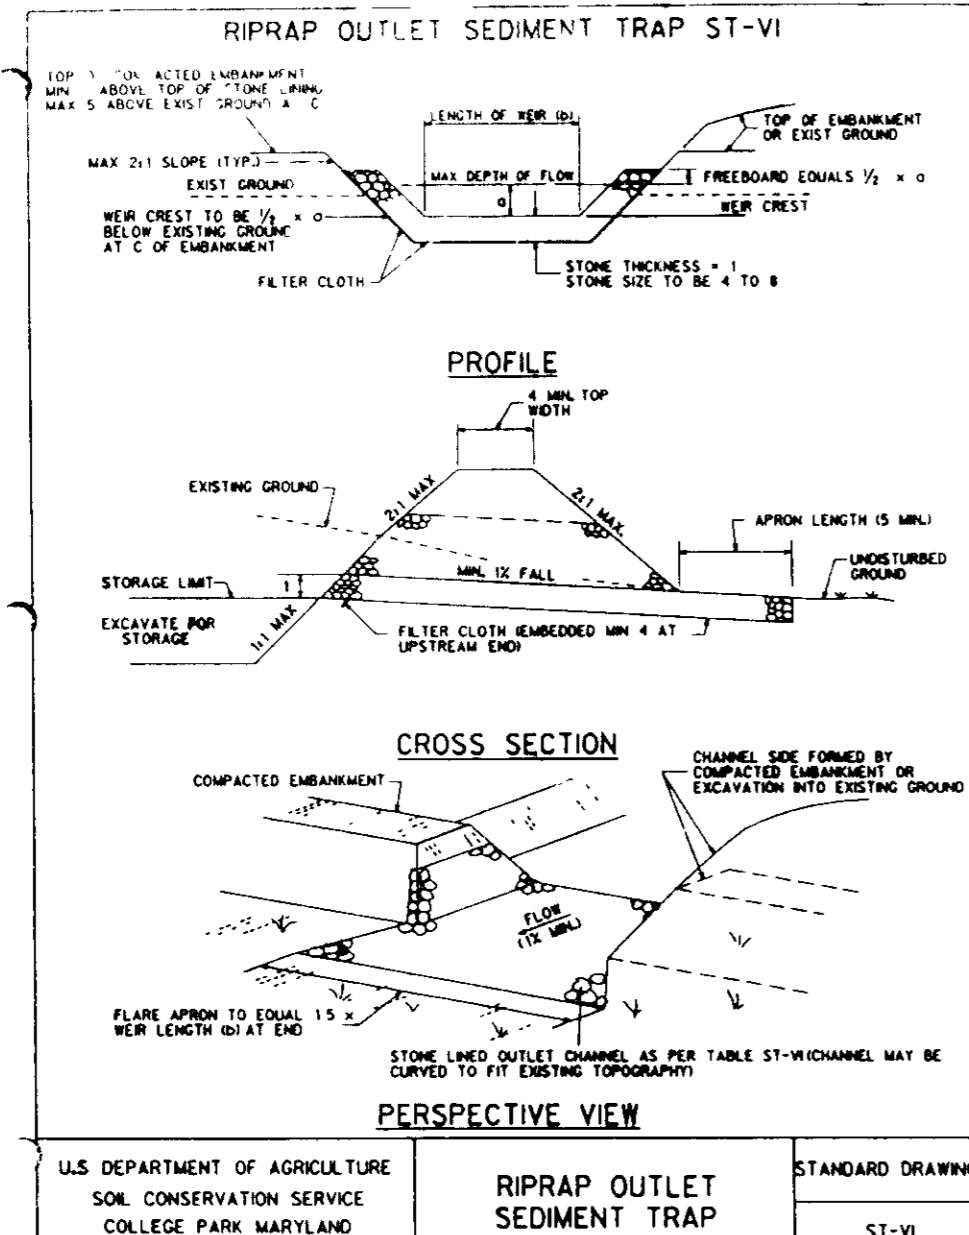 RIPRAP OUTLET SEDIMENT TRAP ST-VI
TOP COMPACTED EMBANKMENT
MIN ABOVE TOP OF STONE LINING
MAX 5 ABOVE EXIST GROUND A C
LENGTH OF WEIR (b)
TOP OF EMBANKMENT
OR EXIST GROUND
MAX 2:1 SLOPE (TYP.)
MAX DEPTH OF FLOW
FREEBOARD EQUALS 1/2 x a
EXIST GROUND
a
WEIR CREST
WEIR CREST TO BE 1/2 x a
BELOW EXISTING GROUND
AT C OF EMBANKMENT
FILTER CLOTH
STONE THICKNESS = 1
STONE SIZE TO BE 4 TO 8
PROFILE
4 MIN. TOP
WIDTH
EXISTING GROUND
2:1 MAX
2:1 MAX.
APRON LENGTH (5 MIN.)
STORAGE LIMIT
1
MIN. 1% FALL
UNDISTURBED
GROUND
EXCAVATE FOR
STORAGE
1:1 MAX
FILTER CLOTH (EMBEDDED MIN 4 AT
UPSTREAM END)
CROSS SECTION
COMPACTED EMBANKMENT
CHANNEL SIDE FORMED BY
COMPACTED EMBANKMENT OR
EXCAVATION INTO EXISTING GROUND
FLOW
(1% MIN.)
FLARE APRON TO EQUAL 1.5 x
WEIR LENGTH (b) AT END
STONE LINED OUTLET CHANNEL AS PER TABLE ST-VI (CHANNEL MAY BE
CURVED TO FIT EXISTING TOPOGRAPHY)
PERSPECTIVE VIEW
U.S DEPARTMENT OF AGRICULTURE
SOIL CONSERVATION SERVICE
COLLEGE PARK MARYLAND
RIPRAP OUTLET
SEDIMENT TRAP
STANDARD DRAWING
ST-VI